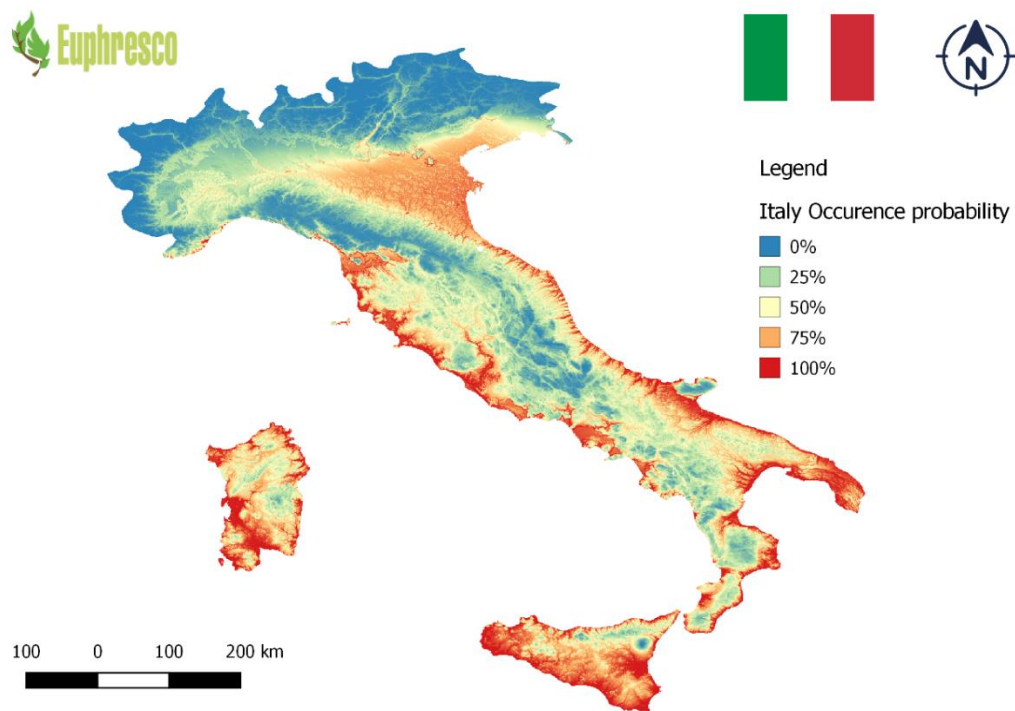 Euphresco
N
Legend
Italy Occurence probability
0%
25%
50%
75%
100%
100 0 100 200 km